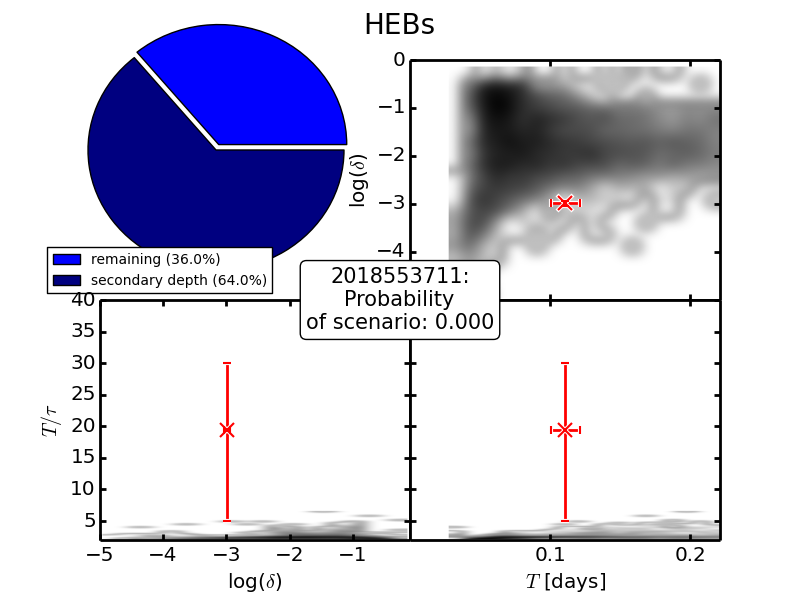 HEBs
0
−1
−2
−3
−4
log(δ)
remaining (36.0%)
secondary depth (64.0%)
2018553711:
Probability
of scenario: 0.000
40
35
30
25
20
15
10
5
T/τ
−5 −4 −3 −2 −1
log(δ)
0.1 0.2
T [days]